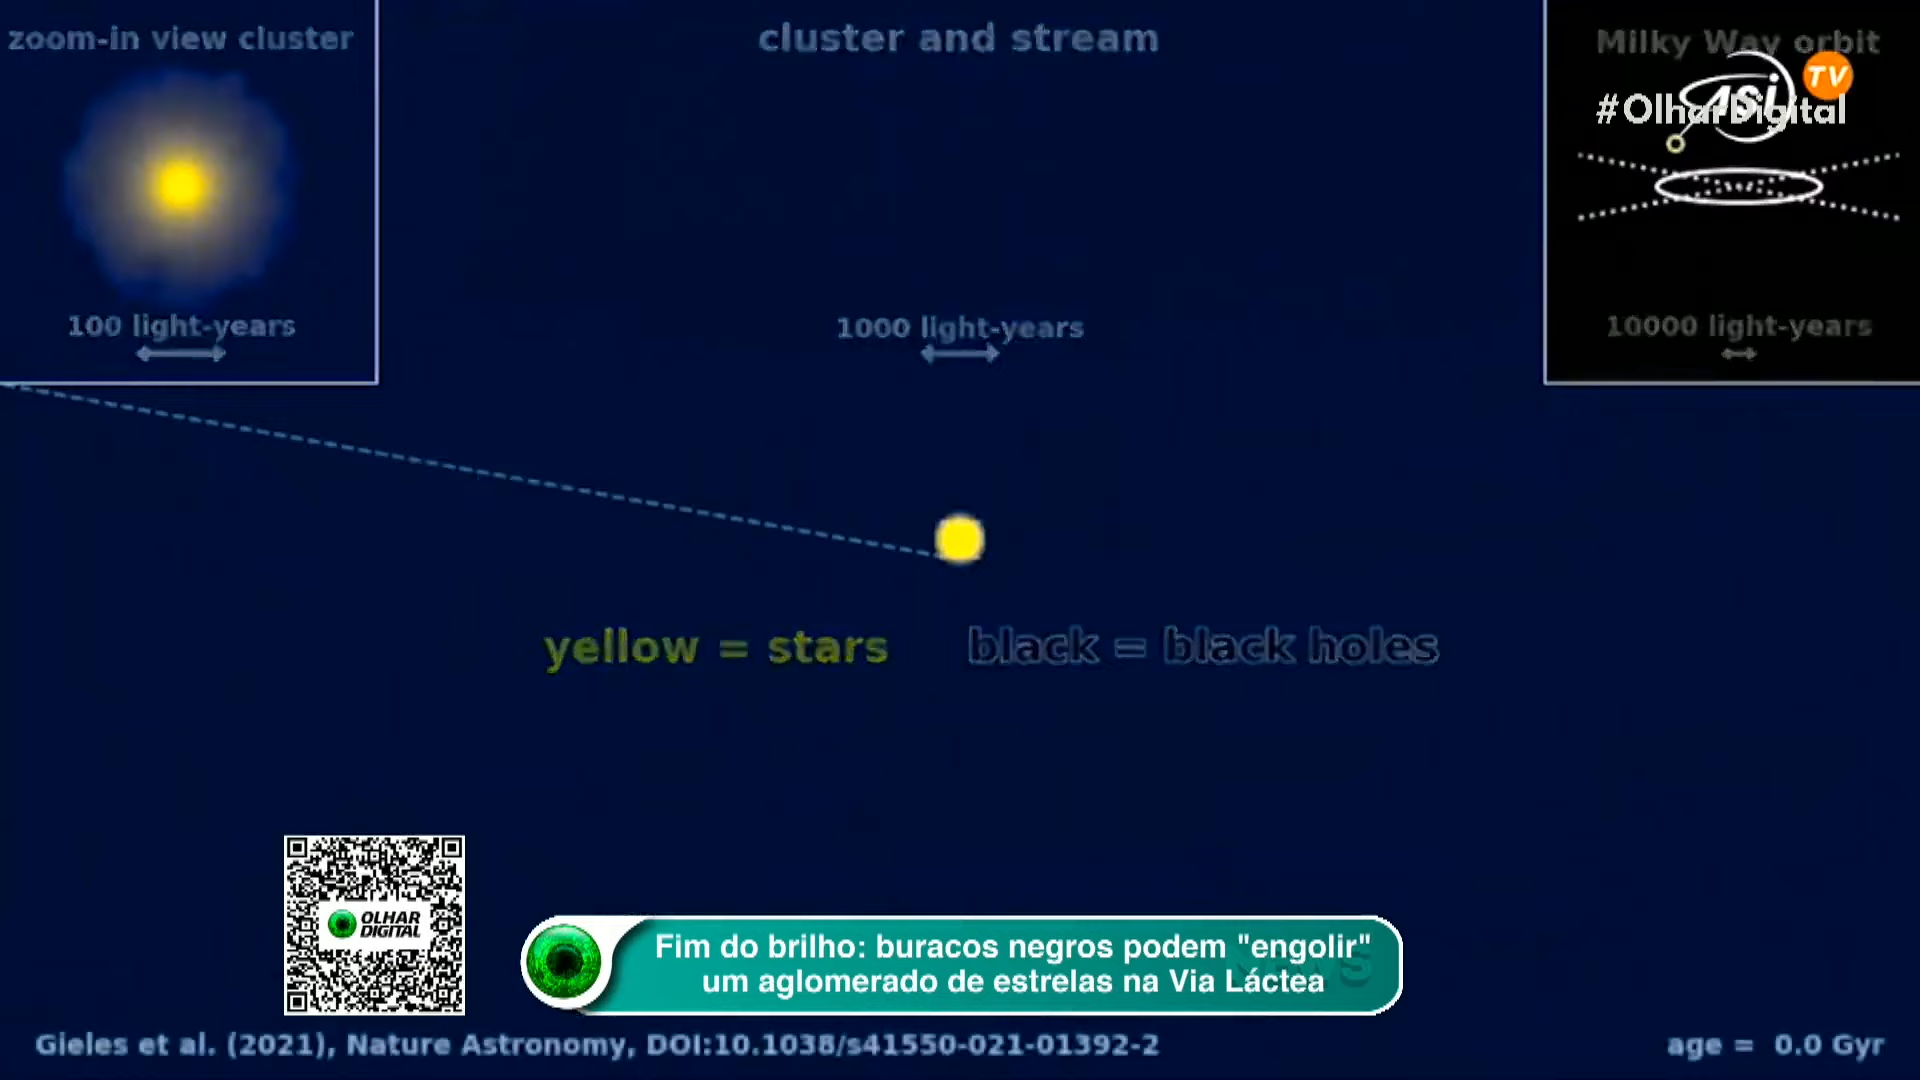 zoom-in view cluster
cluster and stream
Milky Way orbit
ASI TV
#OlharDigital
100 light-years
1000 light-years
10000 light-years
yellow = stars
black = black holes
OLHAR
DIGITAL
Fim do brilho: buracos negros podem "engolir"
um aglomerado de estrelas na Via Láctea
Gieles et al. (2021), Nature Astronomy, DOI:10.1038/s41550-021-01392-2
age = 0.0 Gyr